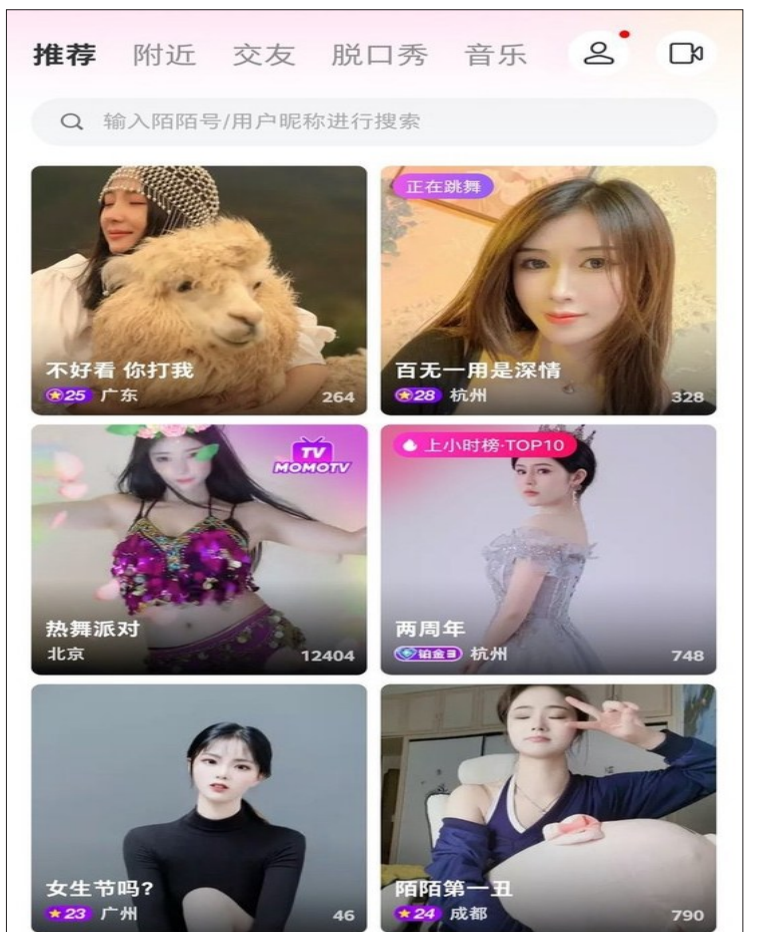 推荐 附近 交友 脱口秀 音乐
输入陌陌号/用户昵称进行搜索
不好看 你打我
25 广东 264
正在跳舞
百无一用是深情
28 杭州 328
TV
MOMOTV
热舞派对
北京 12404
上小时榜·TOP10
两周年
铂金3 杭州 748
女生节吗?
23 广州 46
陌陌第一丑
24 成都 790